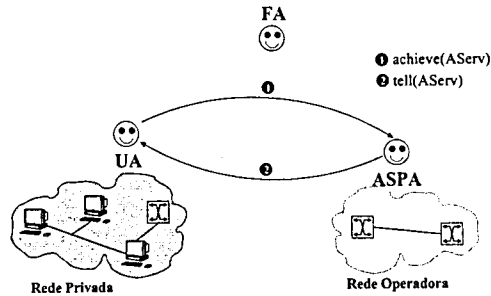 FA
❶ achieve(AServ)
❷ tell(AServ)
❶
UA
❷
ASPA
Rede Privada
Rede Operadora